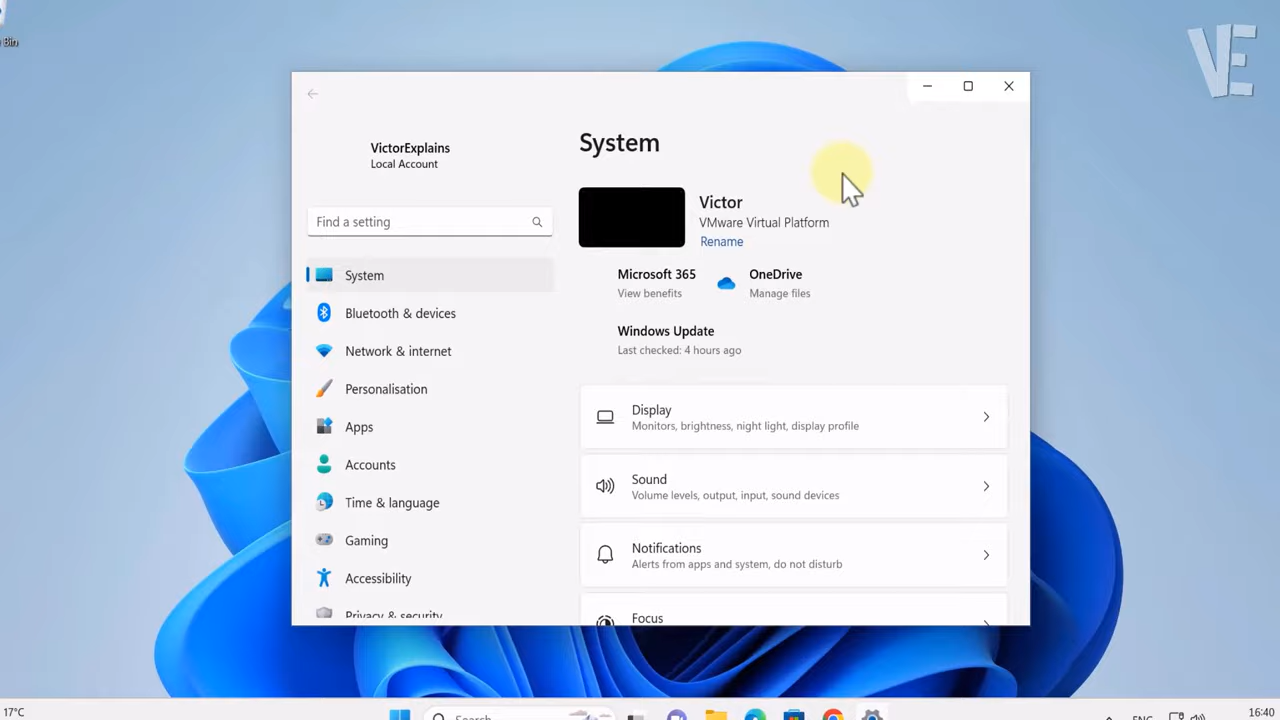 Bin
VE
VictorExplains
Local Account
Find a setting
System
Bluetooth & devices
Network & internet
Personalisation
Apps
Accounts
Time & language
Gaming
Accessibility
Privacy & security
System
Victor
VMware Virtual Platform
Rename
Microsoft 365
View benefits
OneDrive
Manage files
Windows Update
Last checked: 4 hours ago
Display
Monitors, brightness, night light, display profile
Sound
Volume levels, output, input, sound devices
Notifications
Alerts from apps and system, do not disturb
Focus
17°C
Search
ENG
16:40